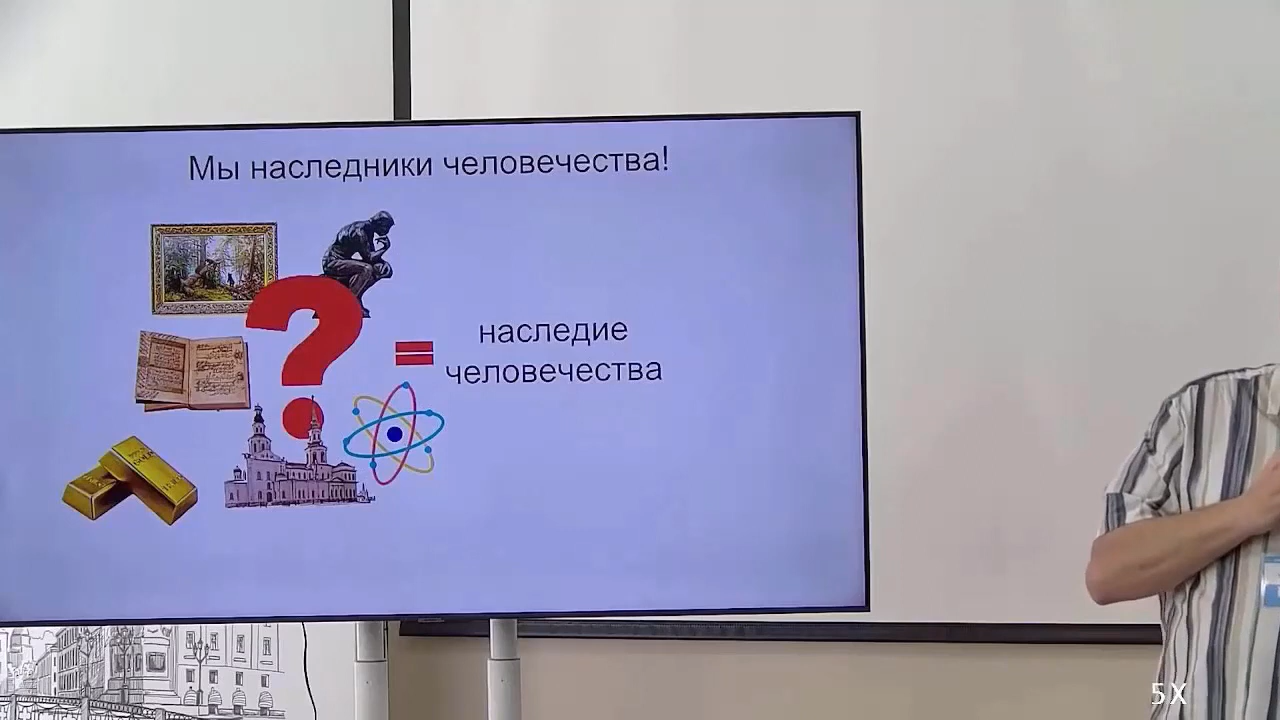 Мы наследники человечества!
?
=
наследие
человечества
5X